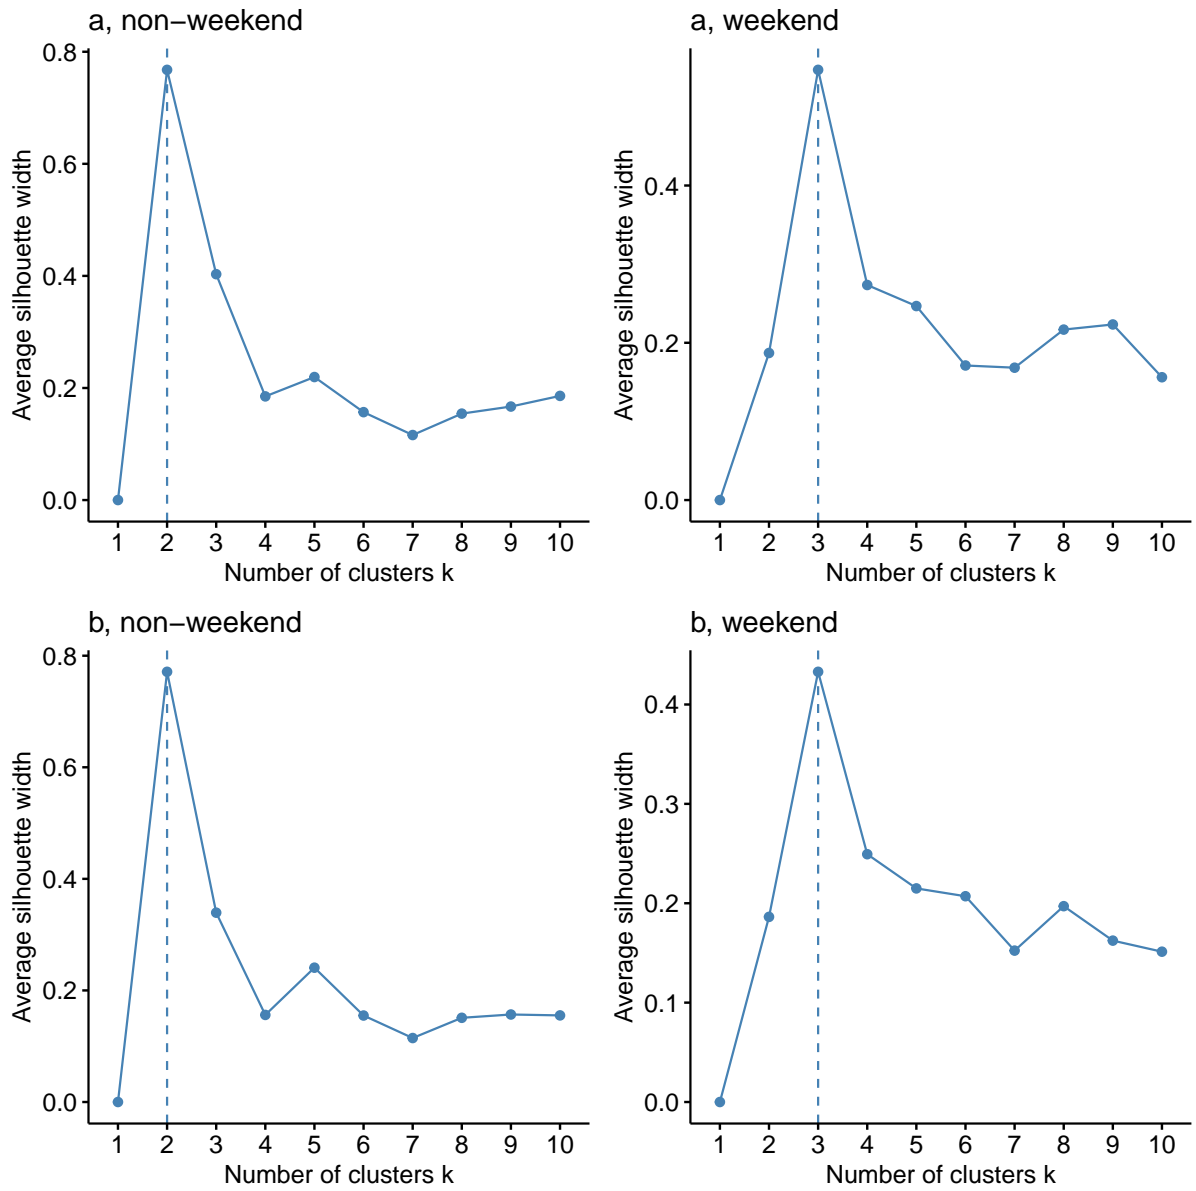 a, non−weekend
Average silhouette width
0.8
0.6
0.4
0.2
0.0
1 2 3 4 5 6 7 8 9 10
Number of clusters k
a, weekend
Average silhouette width
0.4
0.2
0.0
1 2 3 4 5 6 7 8 9 10
Number of clusters k
b, non−weekend
Average silhouette width
0.8
0.6
0.4
0.2
0.0
1 2 3 4 5 6 7 8 9 10
Number of clusters k
b, weekend
Average silhouette width
0.4
0.3
0.2
0.1
0.0
1 2 3 4 5 6 7 8 9 10
Number of clusters k